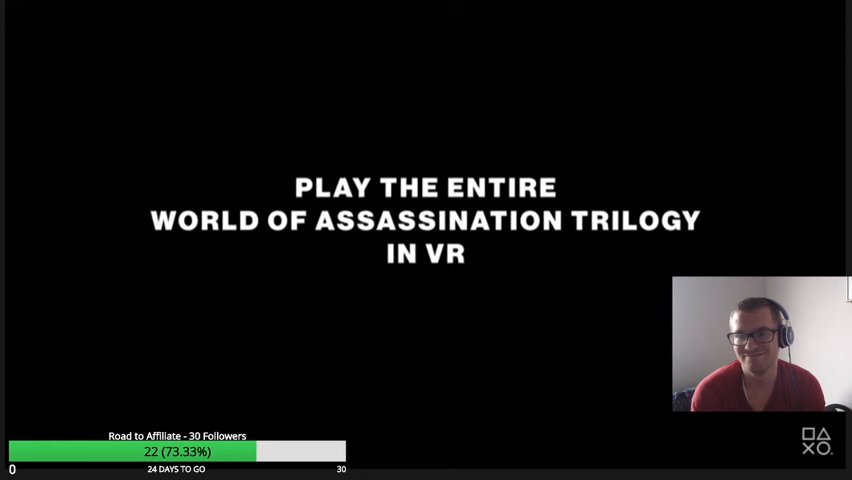 PLAY THE ENTIRE
WORLD OF ASSASSINATION TRILOGY
IN VR
Road to Affiliate - 30 Followers
22 (73.33%)
0
24 DAYS TO GO
30